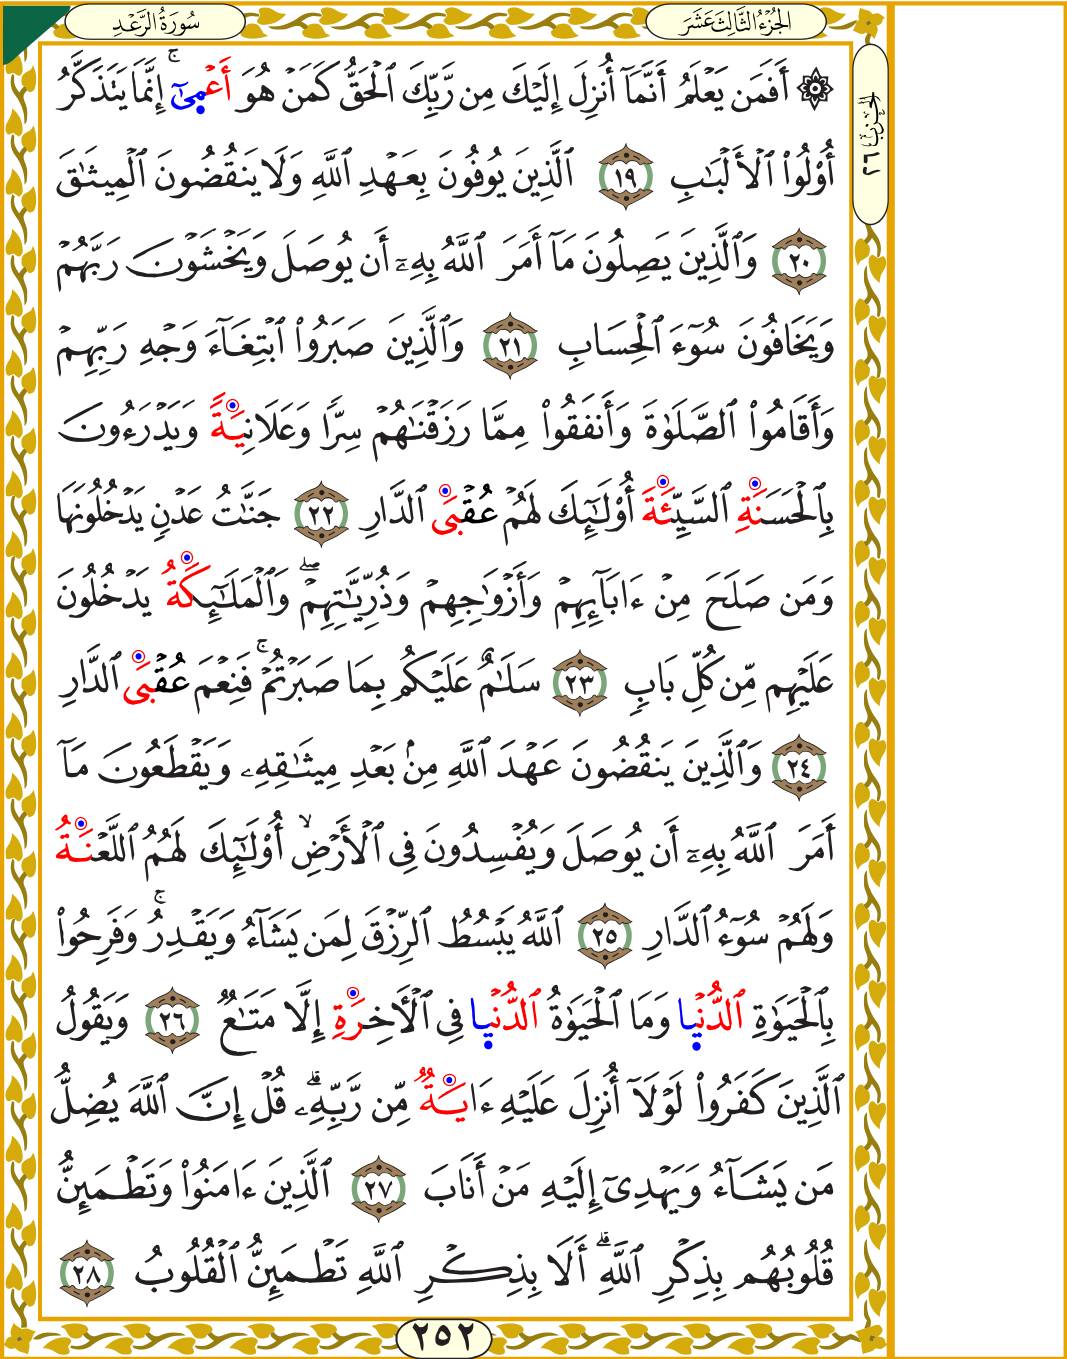 سُورَةُ الرَّعْدِ
الجُزْءُ الثَّالِثَ عَشَرَ
الحِزْبُ ٢٦
۞ أَفَمَن يَعْلَمُ أَنَّمَآ أُنزِلَ إِلَيْكَ مِن رَّبِّكَ ٱلْحَقُّ كَمَنْ هُوَ أَعْمَىٰٓ ۚ إِنَّمَا يَتَذَكَّرُ
أُو۟لُوا۟ ٱلْأَلْبَٰبِ ١٩ ٱلَّذِينَ يُوفُونَ بِعَهْدِ ٱللَّهِ وَلَا يَنقُضُونَ ٱلْمِيثَٰقَ
٢٠ وَٱلَّذِينَ يَصِلُونَ مَآ أَمَرَ ٱللَّهُ بِهِۦٓ أَن يُوصَلَ وَيَخْشَوْنَ رَبَّهُمْ
وَيَخَافُونَ سُوٓءَ ٱلْحِسَابِ ٢١ وَٱلَّذِينَ صَبَرُوا۟ ٱبْتِغَآءَ وَجْهِ رَبِّهِمْ
وَأَقَامُوا۟ ٱلصَّلَوٰةَ وَأَنفَقُوا۟ مِمَّا رَزَقْنَٰهُمْ سِرًّا وَعَلَانِيَةً وَيَدْرَءُونَ
بِٱلْحَسَنَةِ ٱلسَّيِّئَةَ أُو۟لَٰٓئِكَ لَهُمْ عُقْبَى ٱلدَّارِ ٢٢ جَنَّٰتُ عَدْنٍ يَدْخُلُونَهَا
وَمَن صَلَحَ مِنْ ءَابَآئِهِمْ وَأَزْوَٰجِهِمْ وَذُرِّيَّٰتِهِمْ ۖ وَٱلْمَلَٰٓئِكَةُ يَدْخُلُونَ
عَلَيْهِم مِّن كُلِّ بَابٍ ٢٣ سَلَٰمٌ عَلَيْكُم بِمَا صَبَرْتُمْ ۚ فَنِعْمَ عُقْبَى ٱلدَّارِ
٢٤ وَٱلَّذِينَ يَنقُضُونَ عَهْدَ ٱللَّهِ مِنۢ بَعْدِ مِيثَٰقِهِۦ وَيَقْطَعُونَ مَآ
أَمَرَ ٱللَّهُ بِهِۦٓ أَن يُوصَلَ وَيُفْسِدُونَ فِى ٱلْأَرْضِ ۙ أُو۟لَٰٓئِكَ لَهُمُ ٱللَّعْنَةُ
وَلَهُمْ سُوٓءُ ٱلدَّارِ ٢٥ ٱللَّهُ يَبْسُطُ ٱلرِّزْقَ لِمَن يَشَآءُ وَيَقْدِرُ ۚ وَفَرِحُوا۟
بِٱلْحَيَوٰةِ ٱلدُّنْيَا وَمَا ٱلْحَيَوٰةُ ٱلدُّنْيَا فِى ٱلْأَخِرَةِ إِلَّا مَتَٰعٌ ٢٦ وَيَقُولُ
ٱلَّذِينَ كَفَرُوا۟ لَوْلَآ أُنزِلَ عَلَيْهِ ءَايَةٌ مِّن رَّبِّهِۦ ۗ قُلْ إِنَّ ٱللَّهَ يُضِلُّ
مَن يَشَآءُ وَيَهْدِىٓ إِلَيْهِ مَنْ أَنَابَ ٢٧ ٱلَّذِينَ ءَامَنُوا۟ وَتَطْمَئِنُّ
قُلُوبُهُم بِذِكْرِ ٱللَّهِ ۗ أَلَا بِذِكْرِ ٱللَّهِ تَطْمَئِنُّ ٱلْقُلُوبُ ٢٨
٢٥٢